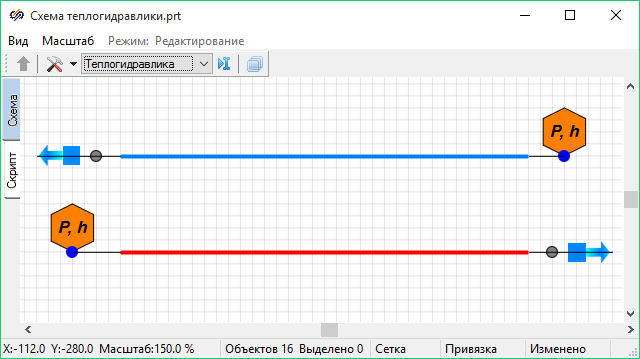 Схема теплогидравлики.prt
Вид Масштаб Режим: Редактирование
Теплогидравлика
Схема
Скрипт
P, h
P, h
X:-112.0 Y:-280.0 Масштаб:150.0 % Объектов 16 Выделено 0 Сетка Привязка Изменено